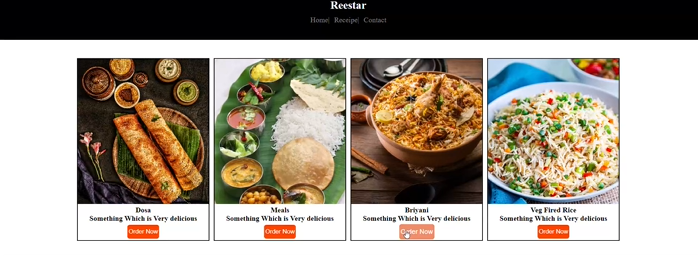 Reestar
Home| Receipe| Contact
Dosa
Something Which is Very delicious
Order Now
Meals
Something Which is Very delicious
Order Now
Briyani
Something Which is Very delicious
Order Now
Veg Fired Rice
Something Which is Very delicious
Order Now